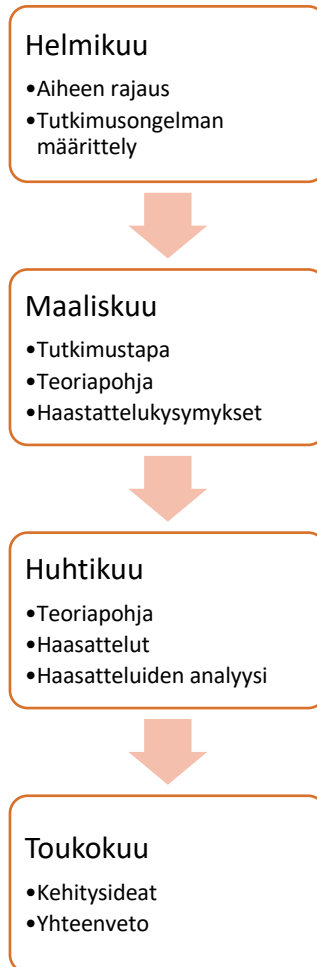 Helmikuu
•Aiheen rajaus
•Tutkimusongelman
määrittely
Maaliskuu
•Tutkimustapa
•Teoriapohja
•Haastattelukysymykset
Huhtikuu
•Teoriapohja
•Haasattelut
•Haasatteluiden analyysi
Toukokuu
•Kehitysideat
•Yhteenveto